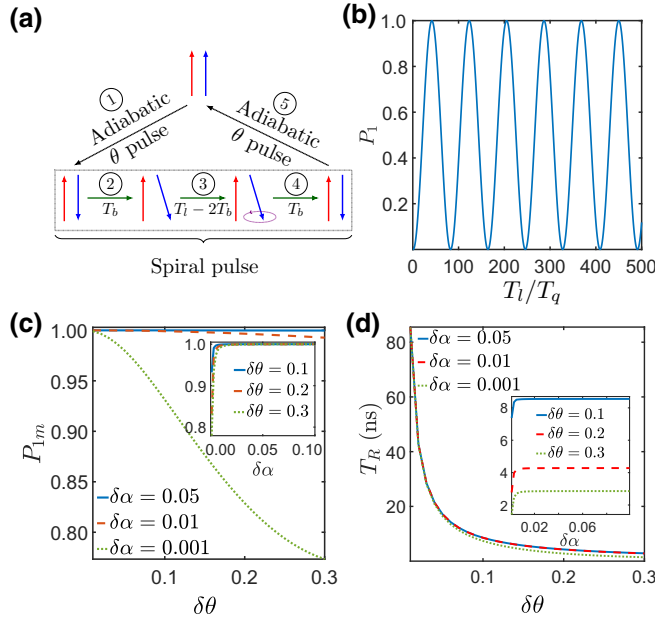 (a)
1
5
Adiabatic
θ pulse
Adiabatic
θ pulse
2
3
4
T_b
T_l − 2T_b
T_b
Spiral pulse
(b)
P_1
1.0
0.8
0.6
0.4
0.2
0 100 200 300 400 500
T_l/T_q
(c)
P_{1m}
1.00
0.95
0.90
0.85
0.80
0.1 0.2 0.3
δθ
δα = 0.05
δα = 0.01
δα = 0.001
1.0
0.9
0.8
0.00 0.05 0.10
δα
δθ = 0.1
δθ = 0.2
δθ = 0.3
(d)
T_R (ns)
80
60
40
20
0.1 0.2 0.3
δθ
δα = 0.05
δα = 0.01
δα = 0.001
8
6
4
2
0.02 0.06
δα
δθ = 0.1
δθ = 0.2
δθ = 0.3